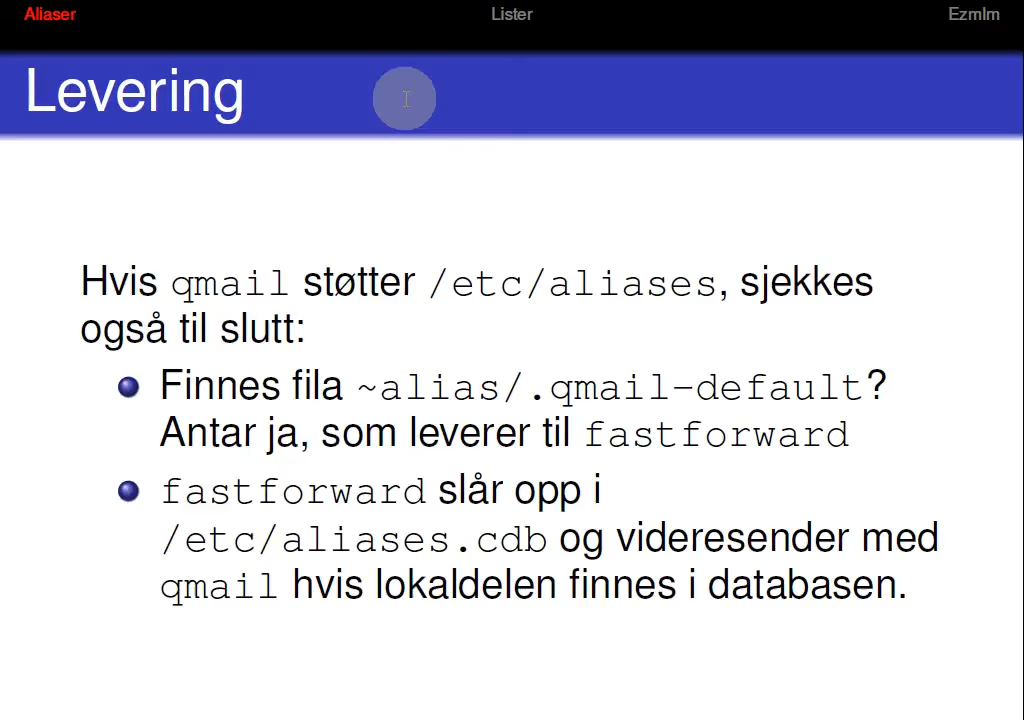 Aliaser Lister Ezmlm
Levering
Hvis qmail støtter /etc/aliases, sjekkes
også til slutt:
Finnes fila ~alias/.qmail-default?
Antar ja, som leverer til fastforward
fastforward slår opp i
/etc/aliases.cdb og videresender med
qmail hvis lokaldelen finnes i databasen.